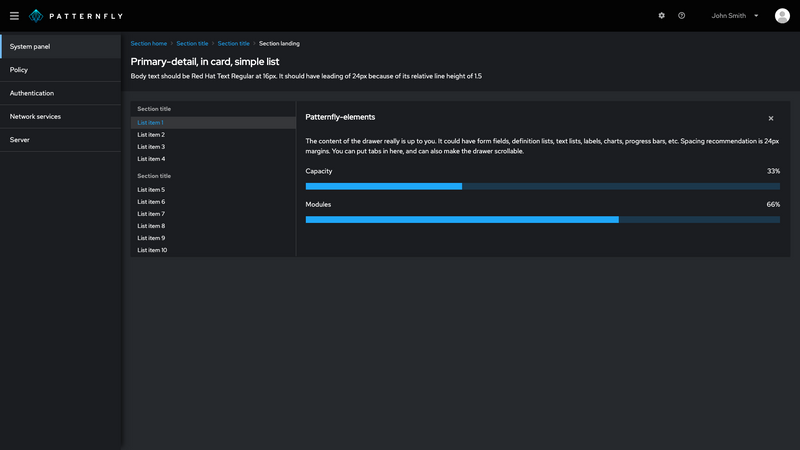 PATTERNFLY
John Smith
System panel
Policy
Authentication
Network services
Server
Section home > Section title > Section title > Section landing
Primary-detail, in card, simple list
Body text should be Red Hat Text Regular at 16px. It should have leading of 24px because of its relative line height of 1.5
Section title
List item 1
List item 2
List item 3
List item 4
Section title
List item 5
List item 6
List item 7
List item 8
List item 9
List item 10
Patternfly-elements
The content of the drawer really is up to you. It could have form fields, definition lists, text lists, labels, charts, progress bars, etc. Spacing recommendation is 24px
margins. You can put tabs in here, and can also make the drawer scrollable.
Capacity 33%
Modules 66%